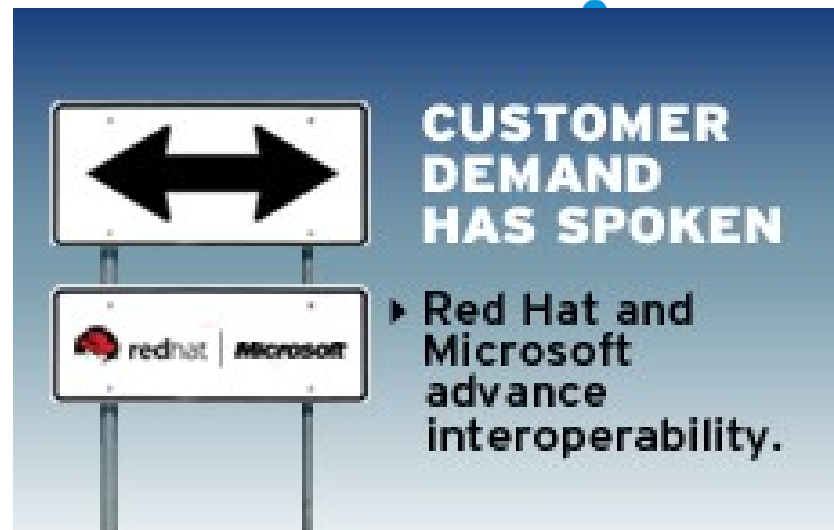 CUSTOMER
DEMAND
HAS SPOKEN
redhat | Microsoft
Red Hat and
Microsoft
advance
interoperability.